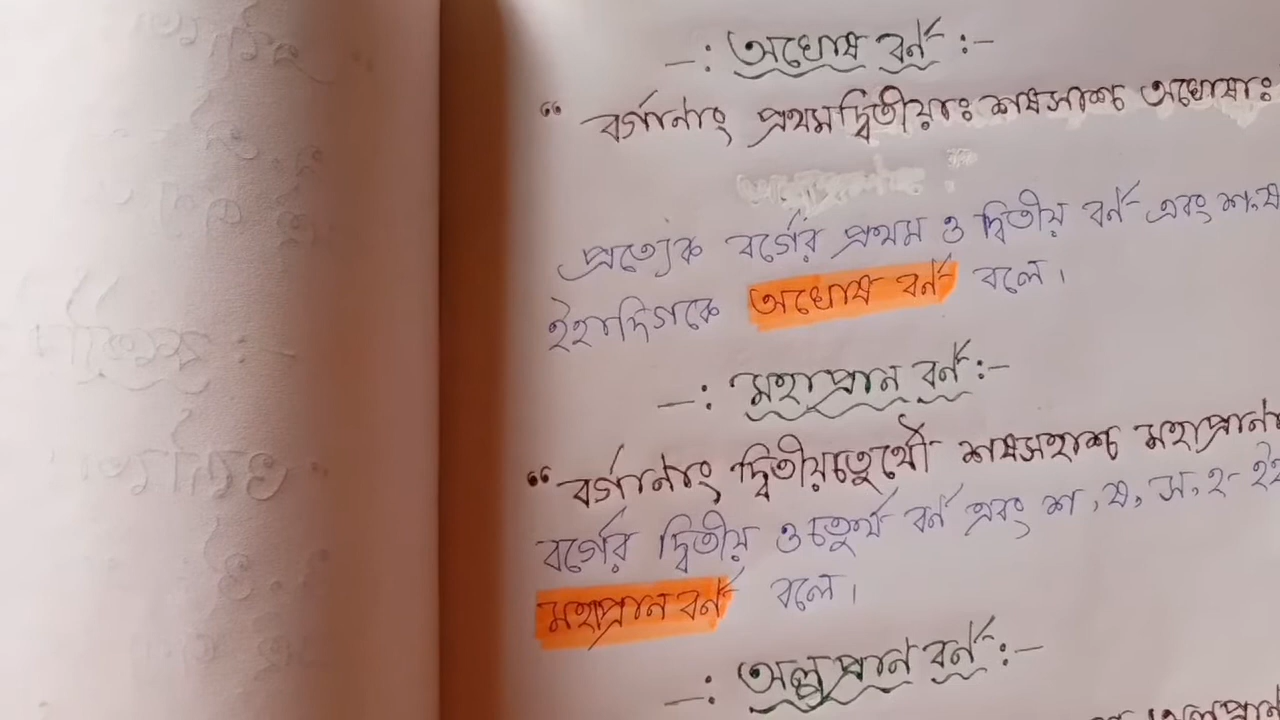 —: অঘোষ বর্ণ :—
“ বর্গানাং প্রথমদ্বিতীয়াঃ শষসাশ্চ অঘোষাঃ
প্রত্যেক বর্গের প্রথম ও দ্বিতীয় বর্ণ এবং শ,ষ
ইহাদিগকে অঘোষ বর্ণ বলে।
—: মহাপ্রান বর্ণ :—
“ বর্গানাং দ্বিতীয়চতুর্থৌ শষসহাশ্চ মহাপ্রানা
বর্গের দ্বিতীয় ও চতুর্থ বর্ণ এবং শ, ষ, স, হ-
মহাপ্রান বর্ণ বলে।
—: অল্পপ্রান বর্ণ :—